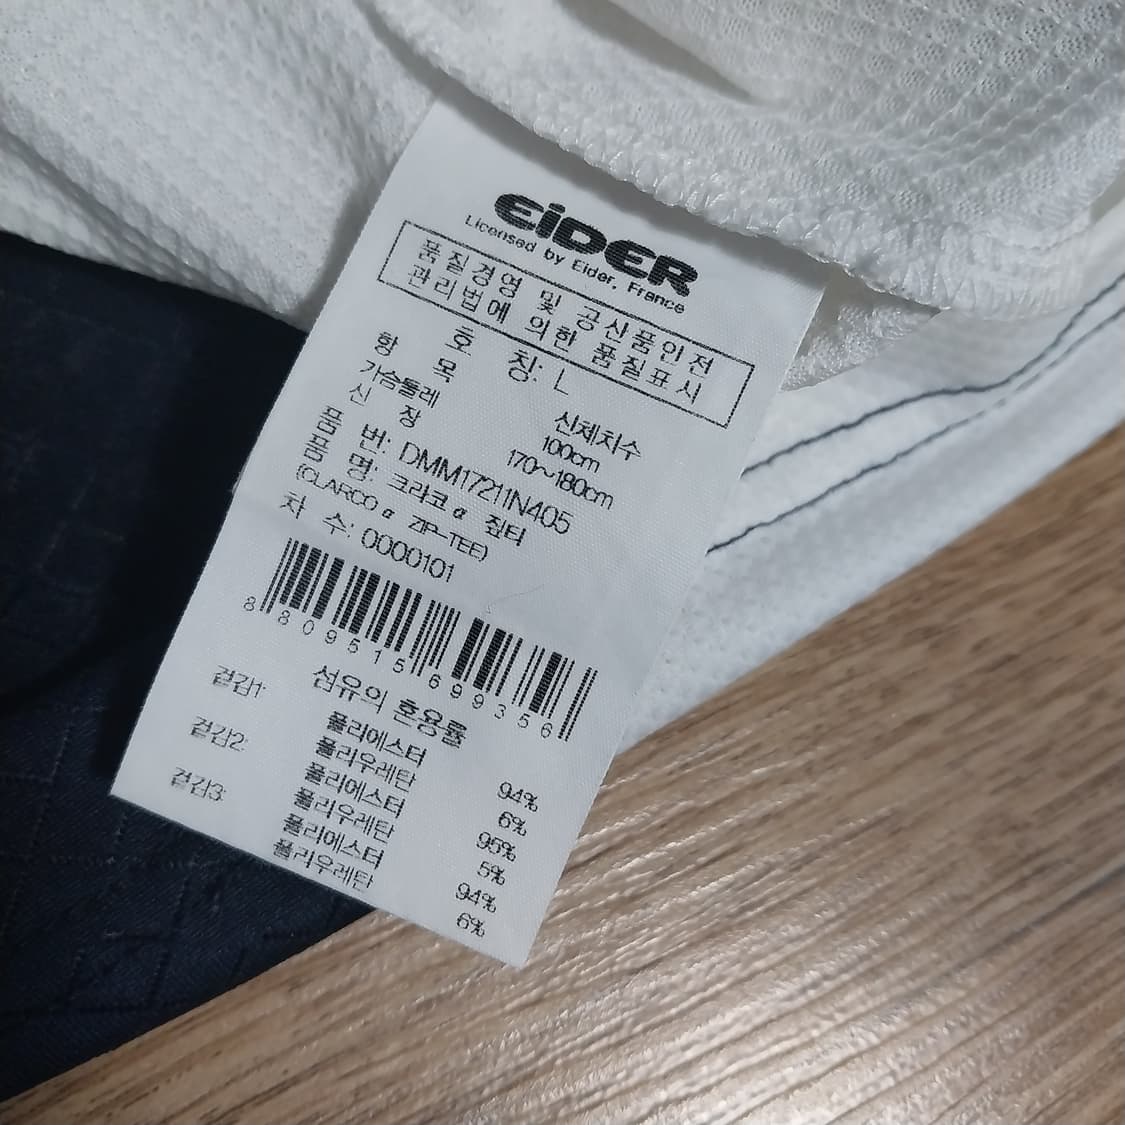 EiDER
Licensed by Eider, France
품질경영 및 공산품안전
관리법에 의한 품질표시
호 칭: L
항 목 신체치수
가슴둘레 100cm
신 장 170~180cm
품 번: DMM17211N405
품 명: 크라코α 짚티
(CLARCO α ZIP-TEE)
차 수: 0000101
8 809515 699356
섬유의 혼용률
겉감1: 폴리에스터 94%
폴리우레탄 6%
겉감2: 폴리에스터 95%
폴리우레탄 5%
겉감3: 폴리에스터 94%
폴리우레탄 6%